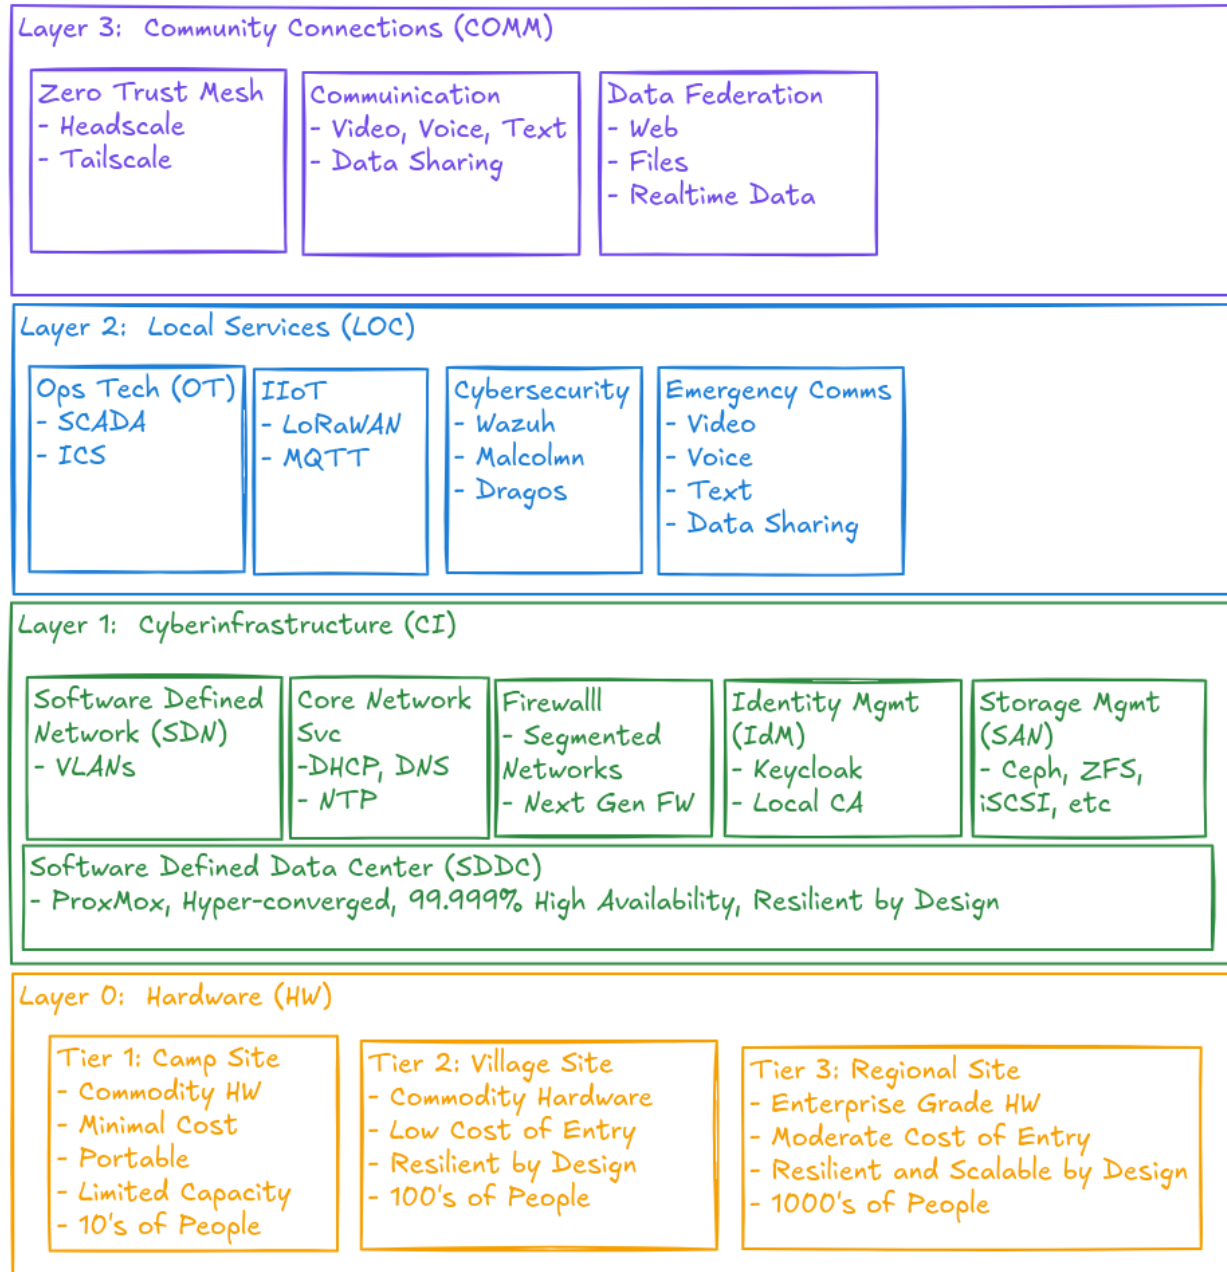 Layer 3: Community Connections (COMM)
Zero Trust Mesh
- Headscale
- Tailscale
Commuinication
- Video, Voice, Text
- Data Sharing
Data Federation
- Web
- Files
- Realtime Data
Layer 2: Local Services (LOC)
Ops Tech (OT)
- SCADA
- ICS
IIoT
- LoRaWAN
- MQTT
Cybersecurity
- Wazuh
- Malcolmn
- Dragos
Emergency Comms
- Video
- Voice
- Text
- Data Sharing
Layer 1: Cyberinfrastructure (CI)
Software Defined
Network (SDN)
- VLANs
Core Network
Svc
-DHCP, DNS
- NTP
Firewalll
- Segmented
Networks
- Next Gen FW
Identity Mgmt
(IdM)
- Keycloak
- Local CA
Storage Mgmt
(SAN)
- Ceph, ZFS,
iSCSI, etc
Software Defined Data Center (SDDC)
- ProxMox, Hyper-converged, 99.999% High Availability, Resilient by Design
Layer 0: Hardware (HW)
Tier 1: Camp Site
- Commodity HW
- Minimal Cost
- Portable
- Limited Capacity
- 10's of People
Tier 2: Village Site
- Commodity Hardware
- Low Cost of Entry
- Resilient by Design
- 100's of People
Tier 3: Regional Site
- Enterprise Grade HW
- Moderate Cost of Entry
- Resilient and Scalable by Design
- 1000's of People